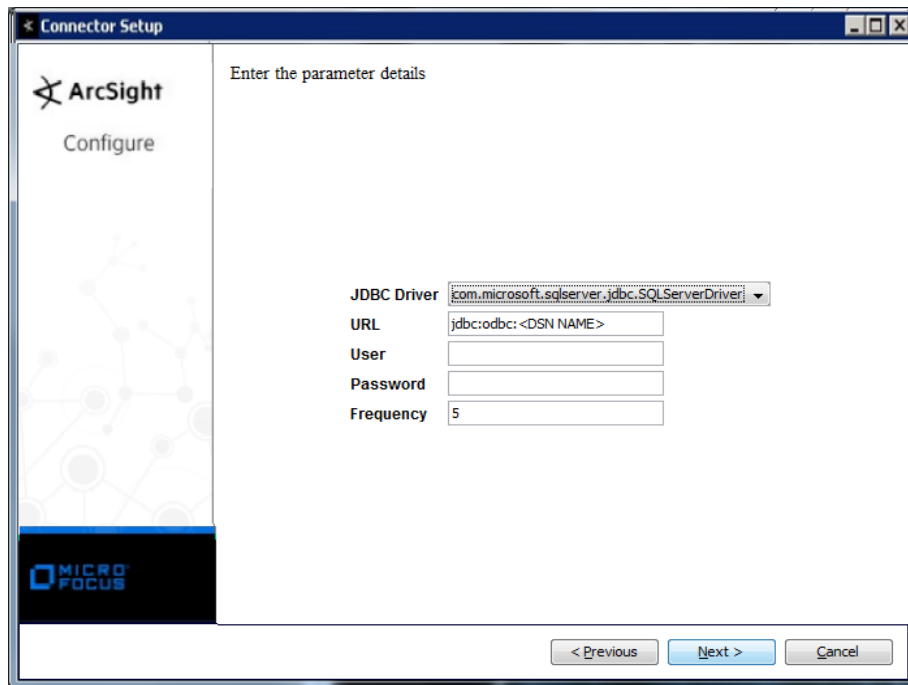 Connector Setup
ArcSight
Configure
Enter the parameter details
JDBC Driver com.microsoft.sqlserver.jdbc.SQLServerDriver
URL jdbc:odbc:<DSN NAME>
User
Password
Frequency 5
MICRO
FOCUS
< Previous Next > Cancel